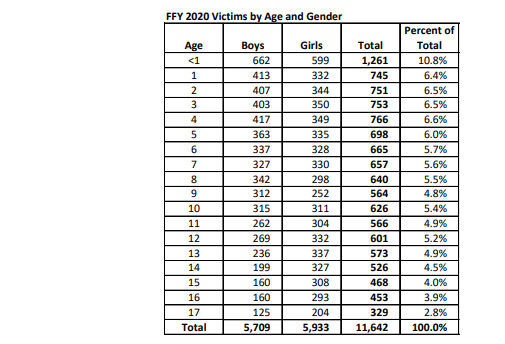 FFY 2020 Victims by Age and Gender
Age Boys Girls Total Percent of Total
<1 662 599 1,261 10.8%
1 413 332 745 6.4%
2 407 344 751 6.5%
3 403 350 753 6.5%
4 417 349 766 6.6%
5 363 335 698 6.0%
6 337 328 665 5.7%
7 327 330 657 5.6%
8 342 298 640 5.5%
9 312 252 564 4.8%
10 315 311 626 5.4%
11 262 304 566 4.9%
12 269 332 601 5.2%
13 236 337 573 4.9%
14 199 327 526 4.5%
15 160 308 468 4.0%
16 160 293 453 3.9%
17 125 204 329 2.8%
Total 5,709 5,933 11,642 100.0%